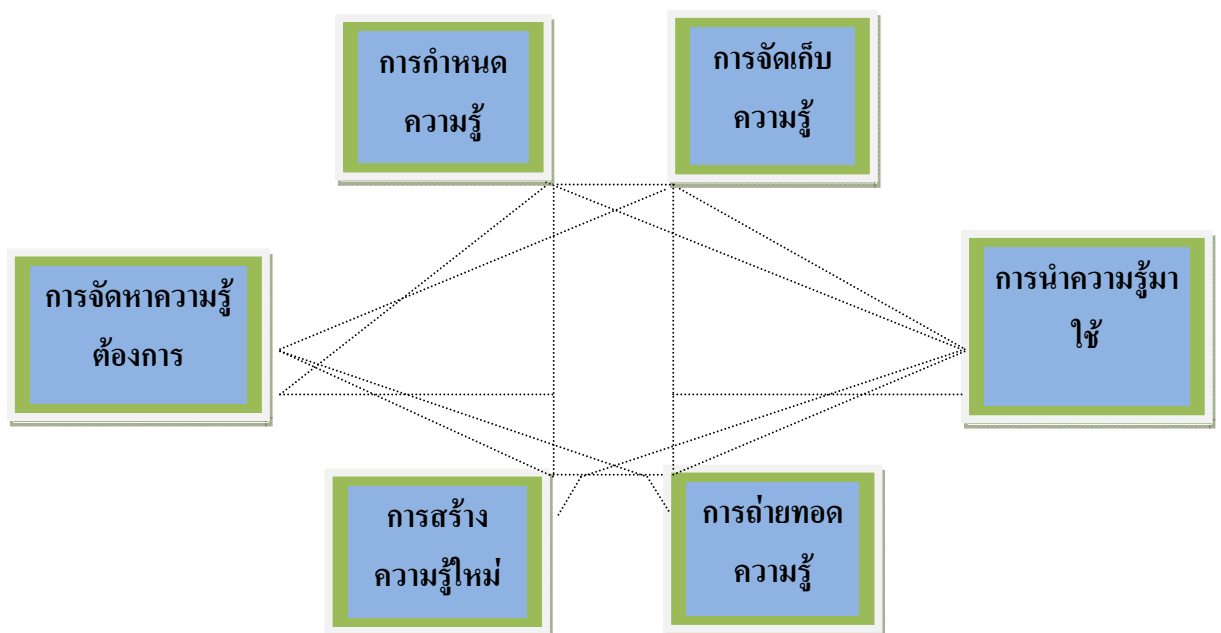 การกำหนด
ความรู้
การจัดเก็บ
ความรู้
การจัดหาความรู้
ต้องการ
การนำความรู้มา
ใช้
การสร้าง
ความรู้ใหม่
การถ่ายทอด
ความรู้